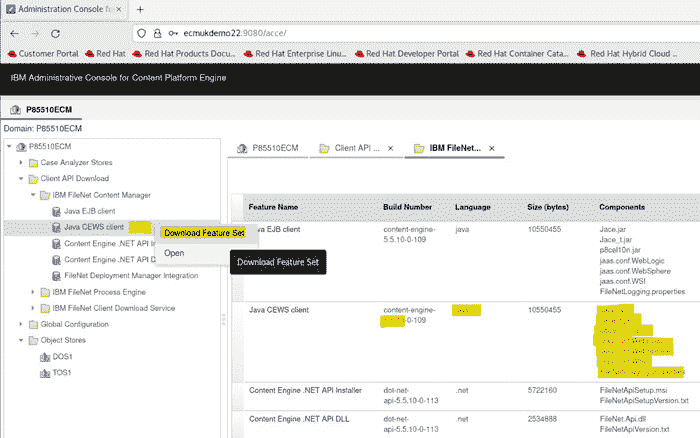 Administration Console for
ecmukdemo22:9080/acce/
Customer Portal Red Hat Red Hat Products Docu... Red Hat Enterprise Linu... Red Hat Developer Portal Red Hat Container Cata... Red Hat Hybrid Cloud ...
IBM Administrative Console for Content Platform Engine
P85510ECM
Domain: P85510ECM
P85510ECM
Case Analyzer Stores
Client API Download
IBM FileNet Content Manager
Java EJB client
Java CEWS client
Content Engine .NET API
Content Engine .NET API
FileNet Deployment Manager Integration
IBM FileNet Process Engine
IBM FileNet Client Download Service
Global Configuration
Object Stores
DOS1
TOS1
Download Feature Set
Open
Download Feature Set
P85510ECM Client API ... IBM FileNet...
Feature Name Build Number Language Size (bytes) Components
EJB client content-engine-5.5.10-0-109 java 10550455 Jace.jar
Jace_t.jar
p8cel10n.jar
jaas.conf.WebLogic
jaas.conf.WebSphere
jaas.conf.WSI
FileNetLogging.properties
Java CEWS client content-engine- 10550455
-0-109
Content Engine .NET API Installer dot-net-api-5.5.10-0-113 .net 5722160 FileNetApiSetup.msi
FileNetApiSetupVersion.txt
Content Engine .NET API DLL dot-net-api-5.5.10-0-113 .net 2534888 FileNet.Api.dll
FileNetApiVersion.txt